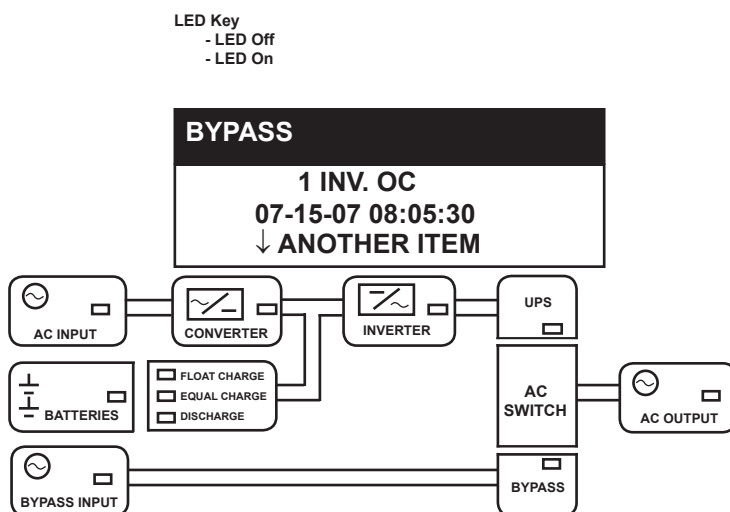 LED Key
- LED Off
- LED On
BYPASS
1 INV. OC
07-15-07 08:05:30
↓ ANOTHER ITEM
AC INPUT
CONVERTER
INVERTER
UPS
BATTERIES
FLOAT CHARGE
EQUAL CHARGE
DISCHARGE
AC
SWITCH
AC OUTPUT
BYPASS INPUT
BYPASS